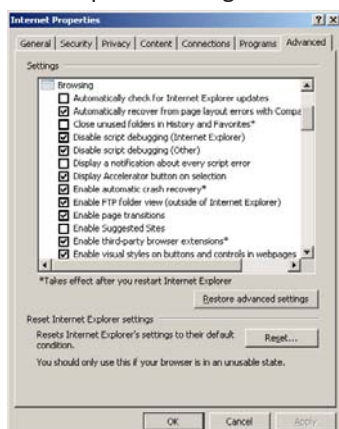 Internet Properties
General Security Privacy Content Connections Programs Advanced
Settings
Browsing
Automatically check for Internet Explorer updates
Automatically recover from page layout errors with Compa
Close unused folders in History and Favorites*
Disable script debugging (Internet Explorer)
Disable script debugging (Other)
Display a notification about every script error
Display Accelerator button on selection
Enable automatic crash recovery*
Enable FTP folder view (outside of Internet Explorer)
Enable page transitions
Enable Suggested Sites
Enable third-party browser extensions*
Enable visual styles on buttons and controls in webpages
*Takes effect after you restart Internet Explorer
Restore advanced settings
Reset Internet Explorer settings
Resets Internet Explorer's settings to their default
condition.
Reset...
You should only use this if your browser is in an unusable state.
OK Cancel Apply